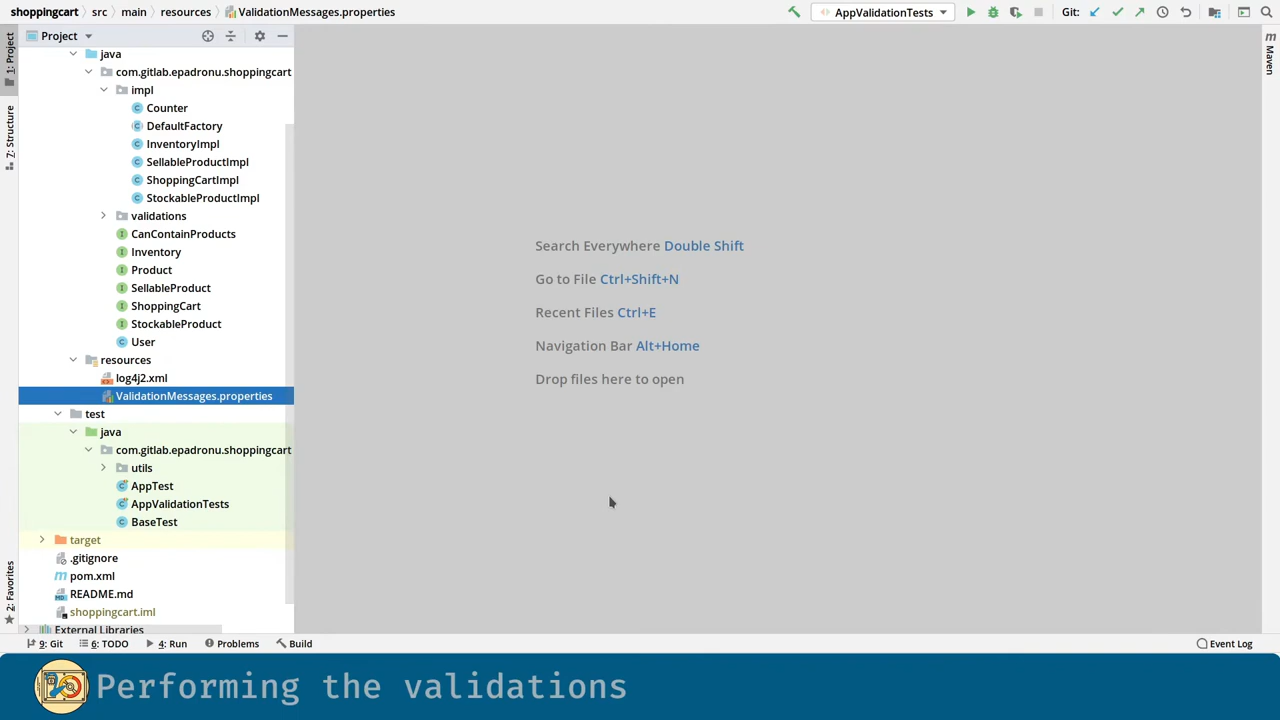 shoppingcart src main resources ValidationMessages.properties AppValidationTests Git:
Project
1: Project
7: Structure
2: Favorites
java
com.gitlab.epadronu.shoppingcart
impl
Counter
DefaultFactory
InventoryImpl
SellableProductImpl
ShoppingCartImpl
StockableProductImpl
validations
CanContainProducts
Inventory
Product
SellableProduct
ShoppingCart
StockableProduct
User
resources
log4j2.xml
ValidationMessages.properties
test
java
com.gitlab.epadronu.shoppingcart
utils
AppTest
AppValidationTests
BaseTest
target
.gitignore
pom.xml
README.md
shoppingcart.iml
External Libraries
Search Everywhere Double Shift
Go to File Ctrl+Shift+N
Recent Files Ctrl+E
Navigation Bar Alt+Home
Drop files here to open
m
Maven
9: Git 6: TODO 4: Run Problems Build Event Log
Performing the validations